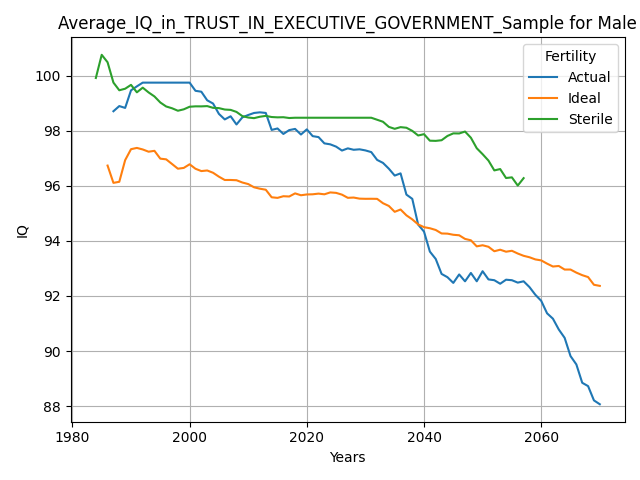 Average_IQ_in_TRUST_IN_EXECUTIVE_GOVERNMENT_Sample for Male
Fertility
Actual
Ideal
Sterile
IQ
100
98
96
94
92
90
88
1980
2000
2020
2040
2060
Years